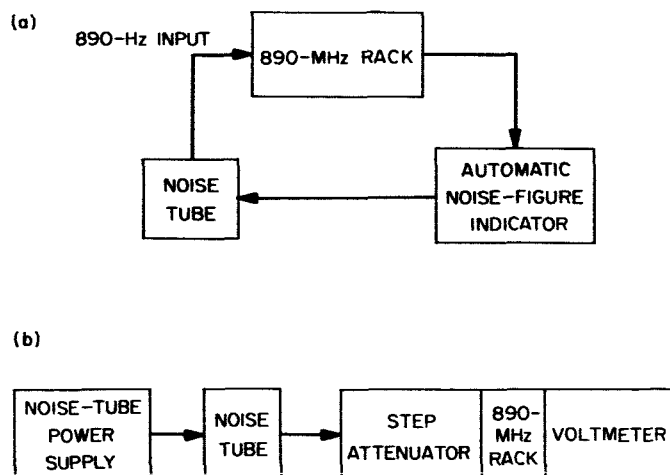 (a)
890-Hz INPUT
890-MHz RACK
NOISE
TUBE
AUTOMATIC
NOISE-FIGURE
INDICATOR
(b)
NOISE-TUBE
POWER
SUPPLY
NOISE
TUBE
STEP
ATTENUATOR
890-
MHz
RACK
VOLTMETER